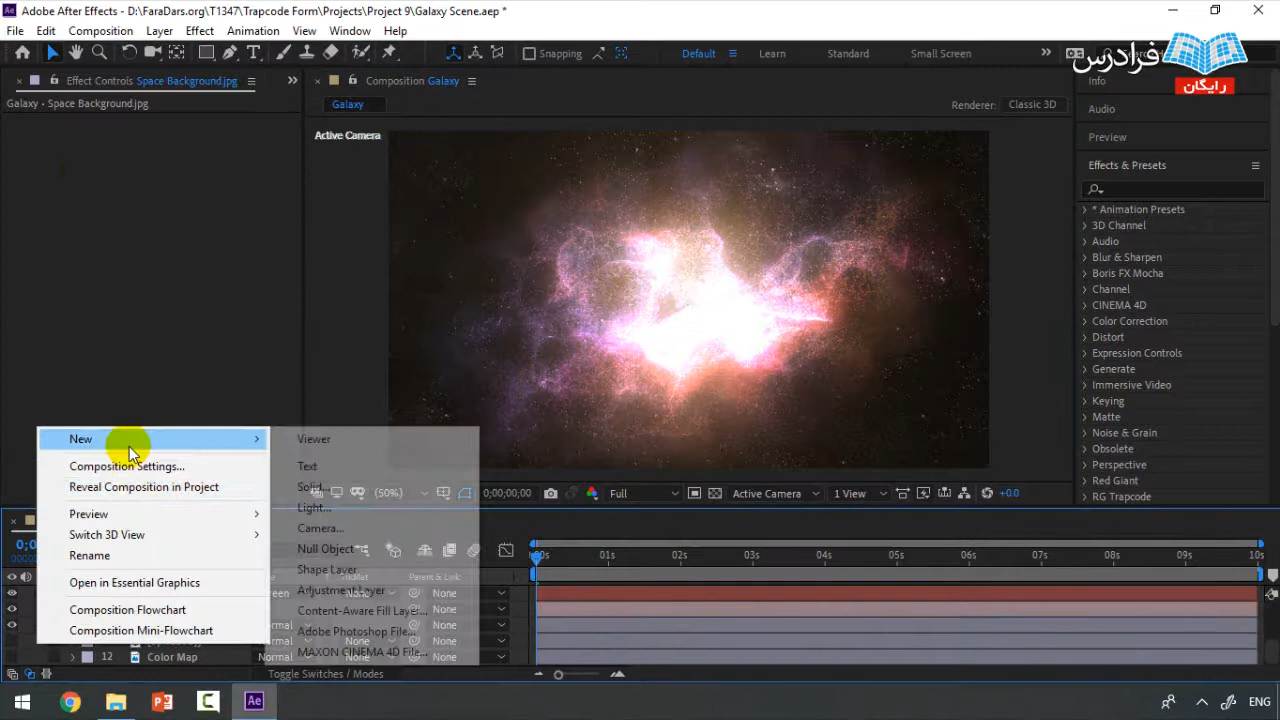 Adobe After Effects - D:\FaraDars.org\T1347\Trapcode Form\Projects\Project 9\Galaxy Scene.aep *
File Edit Composition Layer Effect Animation View Window Help
Snapping
Default
Learn
Standard
Small Screen
فرادرس
رایگان
Effect Controls Space Background.jpg
Composition Galaxy
Info
Galaxy • Space Background.jpg
Galaxy
Renderer: Classic 3D
Audio
Active Camera
Preview
Effects & Presets
* Animation Presets
3D Channel
Audio
Blur & Sharpen
Boris FX Mocha
Channel
CINEMA 4D
Color Correction
Distort
Expression Controls
Generate
Immersive Video
Keying
Matte
Noise & Grain
Obsolete
Perspective
Red Giant
RG Trapcode
New
Composition Settings...
Reveal Composition in Project
Preview
Switch 3D View
Rename
Open in Essential Graphics
Composition Flowchart
Composition Mini-Flowchart
Viewer
Text
Solid...
Light...
Camera...
Null Object
Shape Layer
Adjustment Layer
Content-Aware Fill Layer...
Adobe Photoshop File...
MAXON CINEMA 4D File...
(50%)
0;00;00;00
Full
Active Camera
1 View
+0.0
01s 02s 03s 04s 05s 06s 07s 08s 09s 10s
TrkMat
Parent & Link
None
None
None
12 Color Map Normal None
Toggle Switches / Modes
ENG